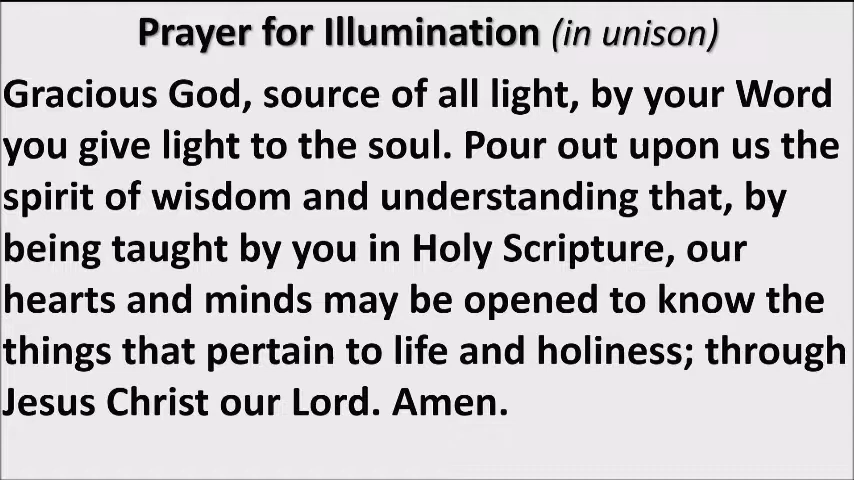 Prayer for Illumination (in unison)
Gracious God, source of all light, by your Word
you give light to the soul. Pour out upon us the
spirit of wisdom and understanding that, by
being taught by you in Holy Scripture, our
hearts and minds may be opened to know the
things that pertain to life and holiness; through
Jesus Christ our Lord. Amen.